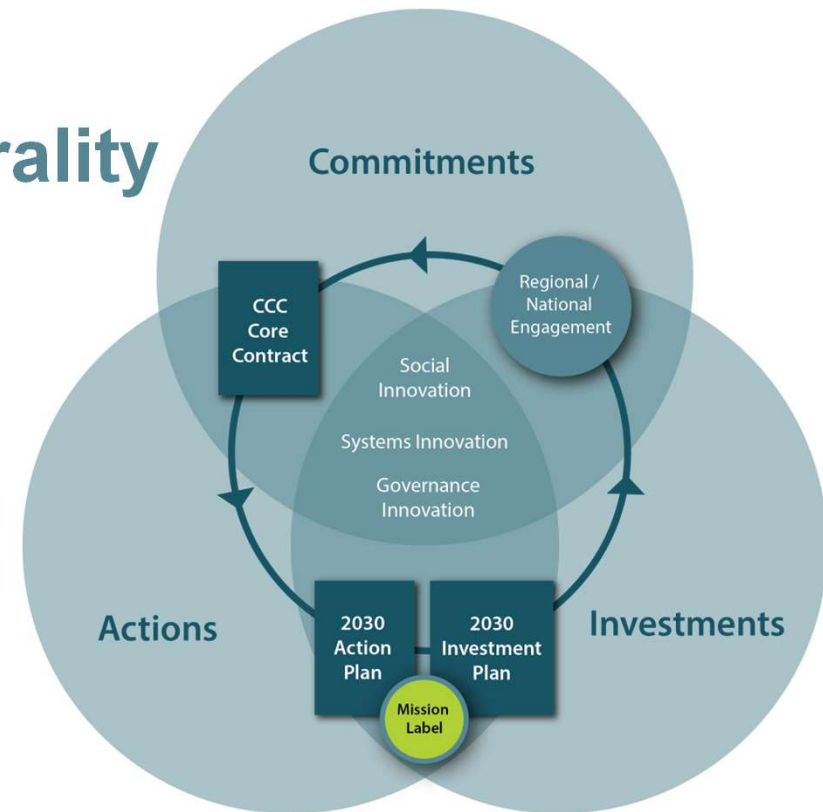 rality
Commitments
CCC
Core
Contract
Regional /
National
Engagement
Social
Innovation
Systems Innovation
Governance
Innovation
Actions
Investments
2030
Action
Plan
2030
Investment
Plan
Mission
Label